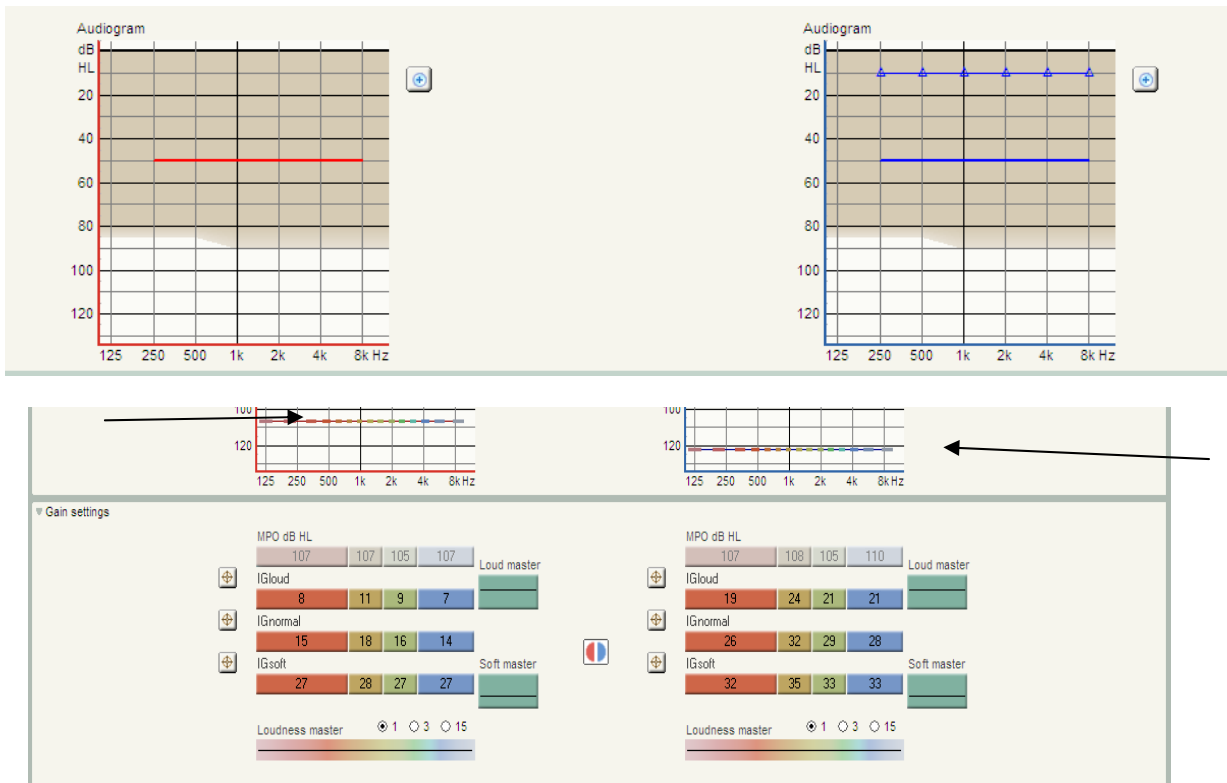 Audiogram
dB
HL
20
40
60
80
100
120
125 250 500 1k 2k 4k 8k Hz
Audiogram
dB
HL
20
40
60
80
100
120
125 250 500 1k 2k 4k 8k Hz
100
120
125 250 500 1k 2k 4k 8k Hz
100
120
125 250 500 1k 2k 4k 8k Hz
Gain settings
MPO dB HL
107 107 105 107
Loud master
IGloud
8 11 9 7
IGnormal
15 18 16 14
IGsoft
Soft master
27 28 27 27
Loudness master 1 3 15
MPO dB HL
107 108 105 110
Loud master
IGloud
19 24 21 21
IGnormal
26 32 29 28
IGsoft
Soft master
32 35 33 33
Loudness master 1 3 15